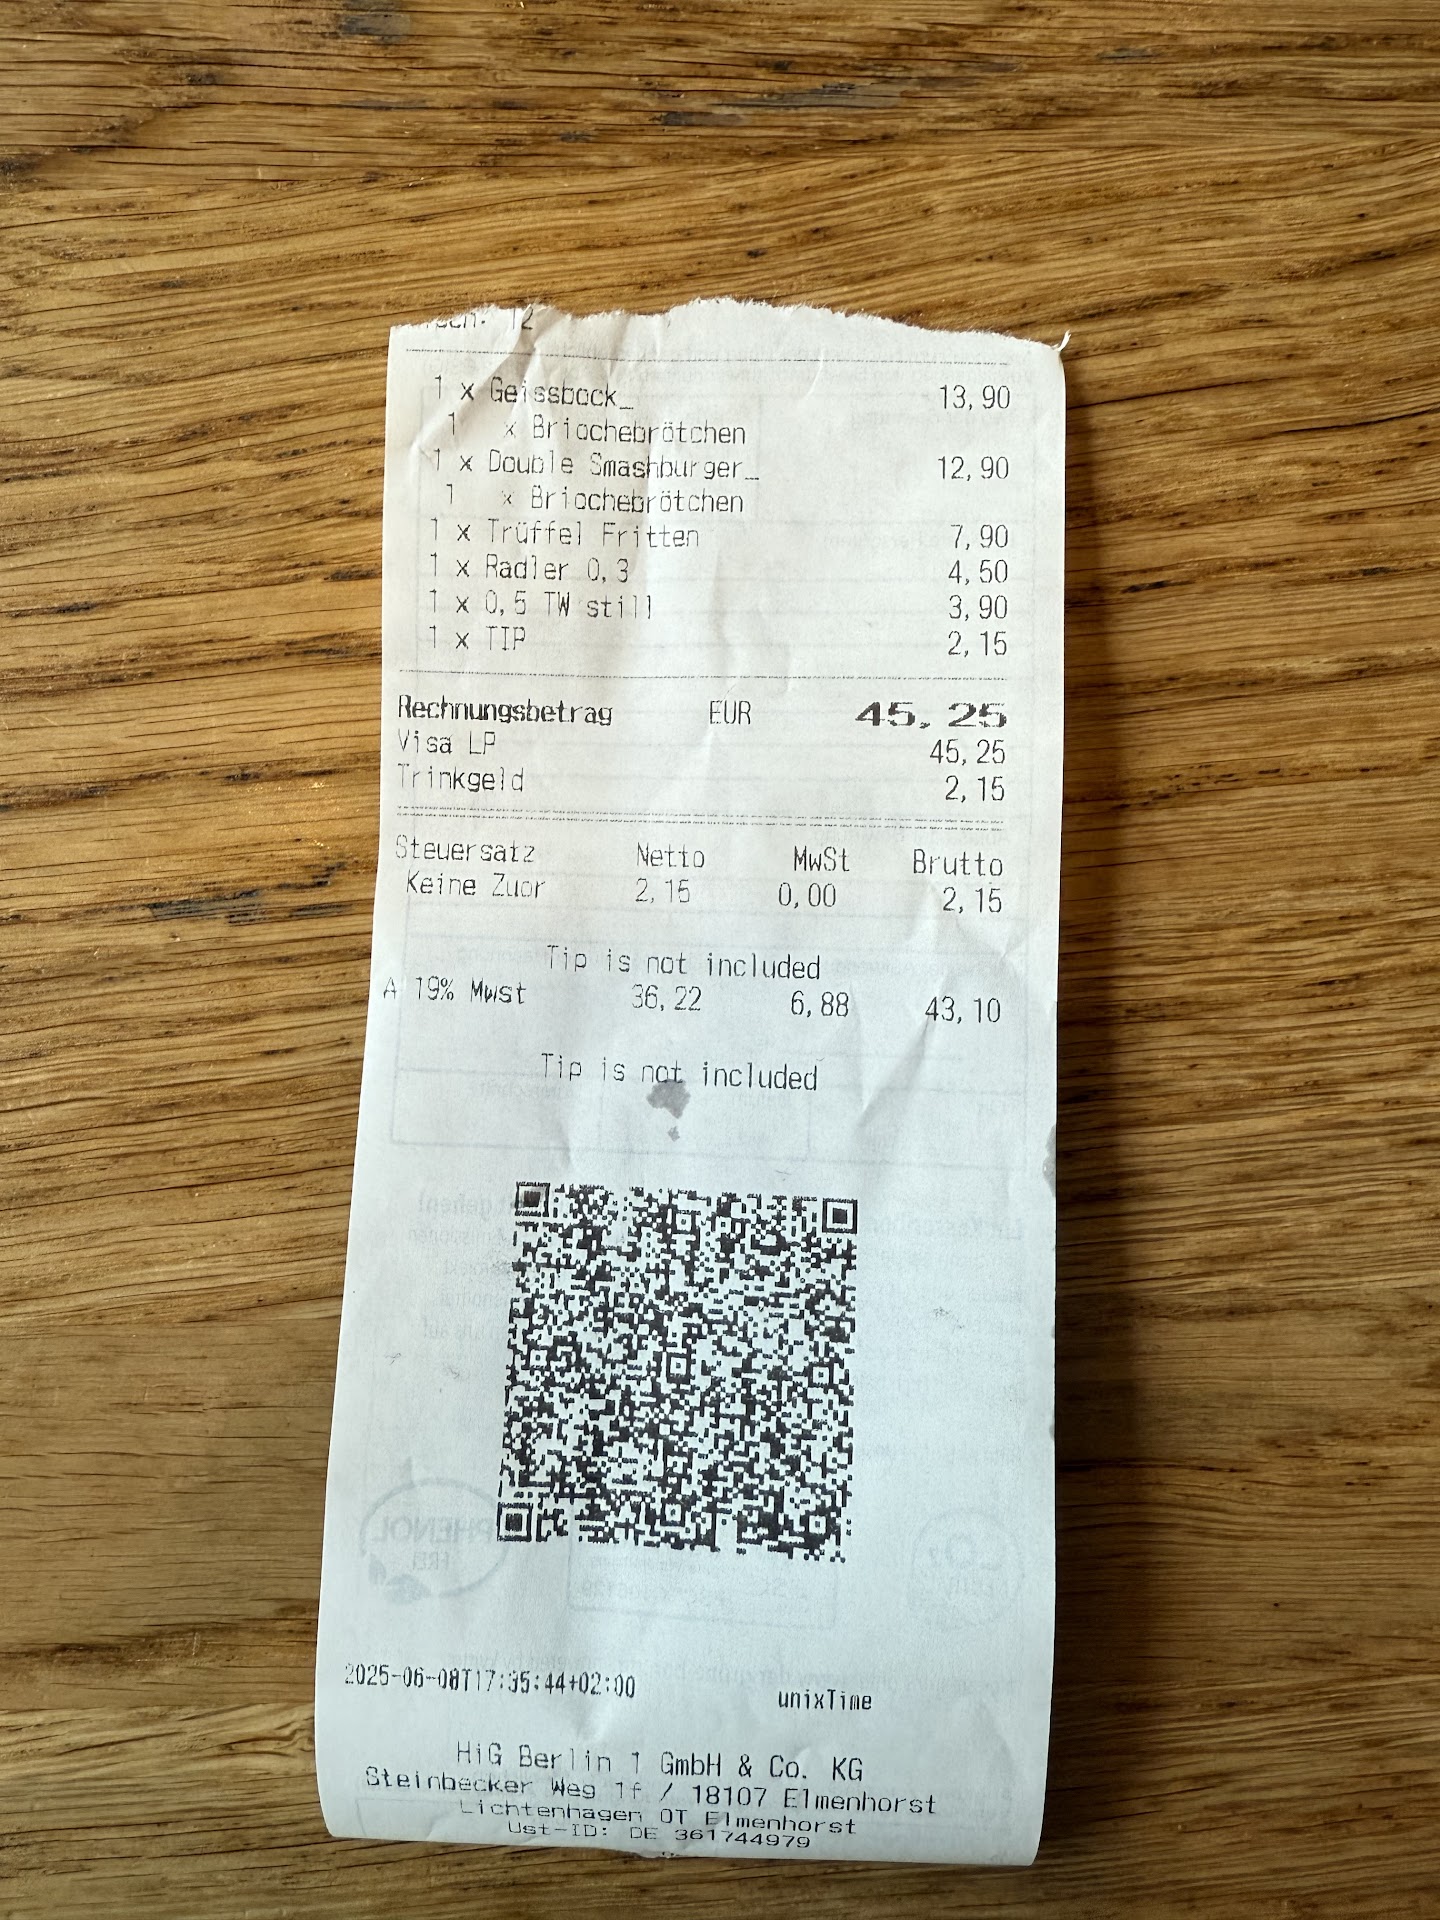 12
1 x Geissbock_ 13,90
1 x Briochebrötchen
1 x Double Smashburger_ 12,90
1 x Briochebrötchen
1 x Trüffel Fritten 7,90
1 x Radler 0,3 4,50
1 x 0,5 TW still 3,90
1 x TIP 2,15
Rechnungsbetrag EUR 45,25
Visa LP 45,25
Trinkgeld 2,15
Steuersatz Netto MwSt Brutto
Keine Zuor 2,15 0,00 2,15
Tip is not included
A 19% Mwst 36,22 6,88 43,10
Tip is not included
2025-06-08T17:35:44+02:00 unixTime
HiG Berlin 1 GmbH & Co. KG
Steinbecker Weg 1f / 18107 Elmenhorst
Lichtenhagen OT Elmenhorst
Ust-ID: DE 361744979